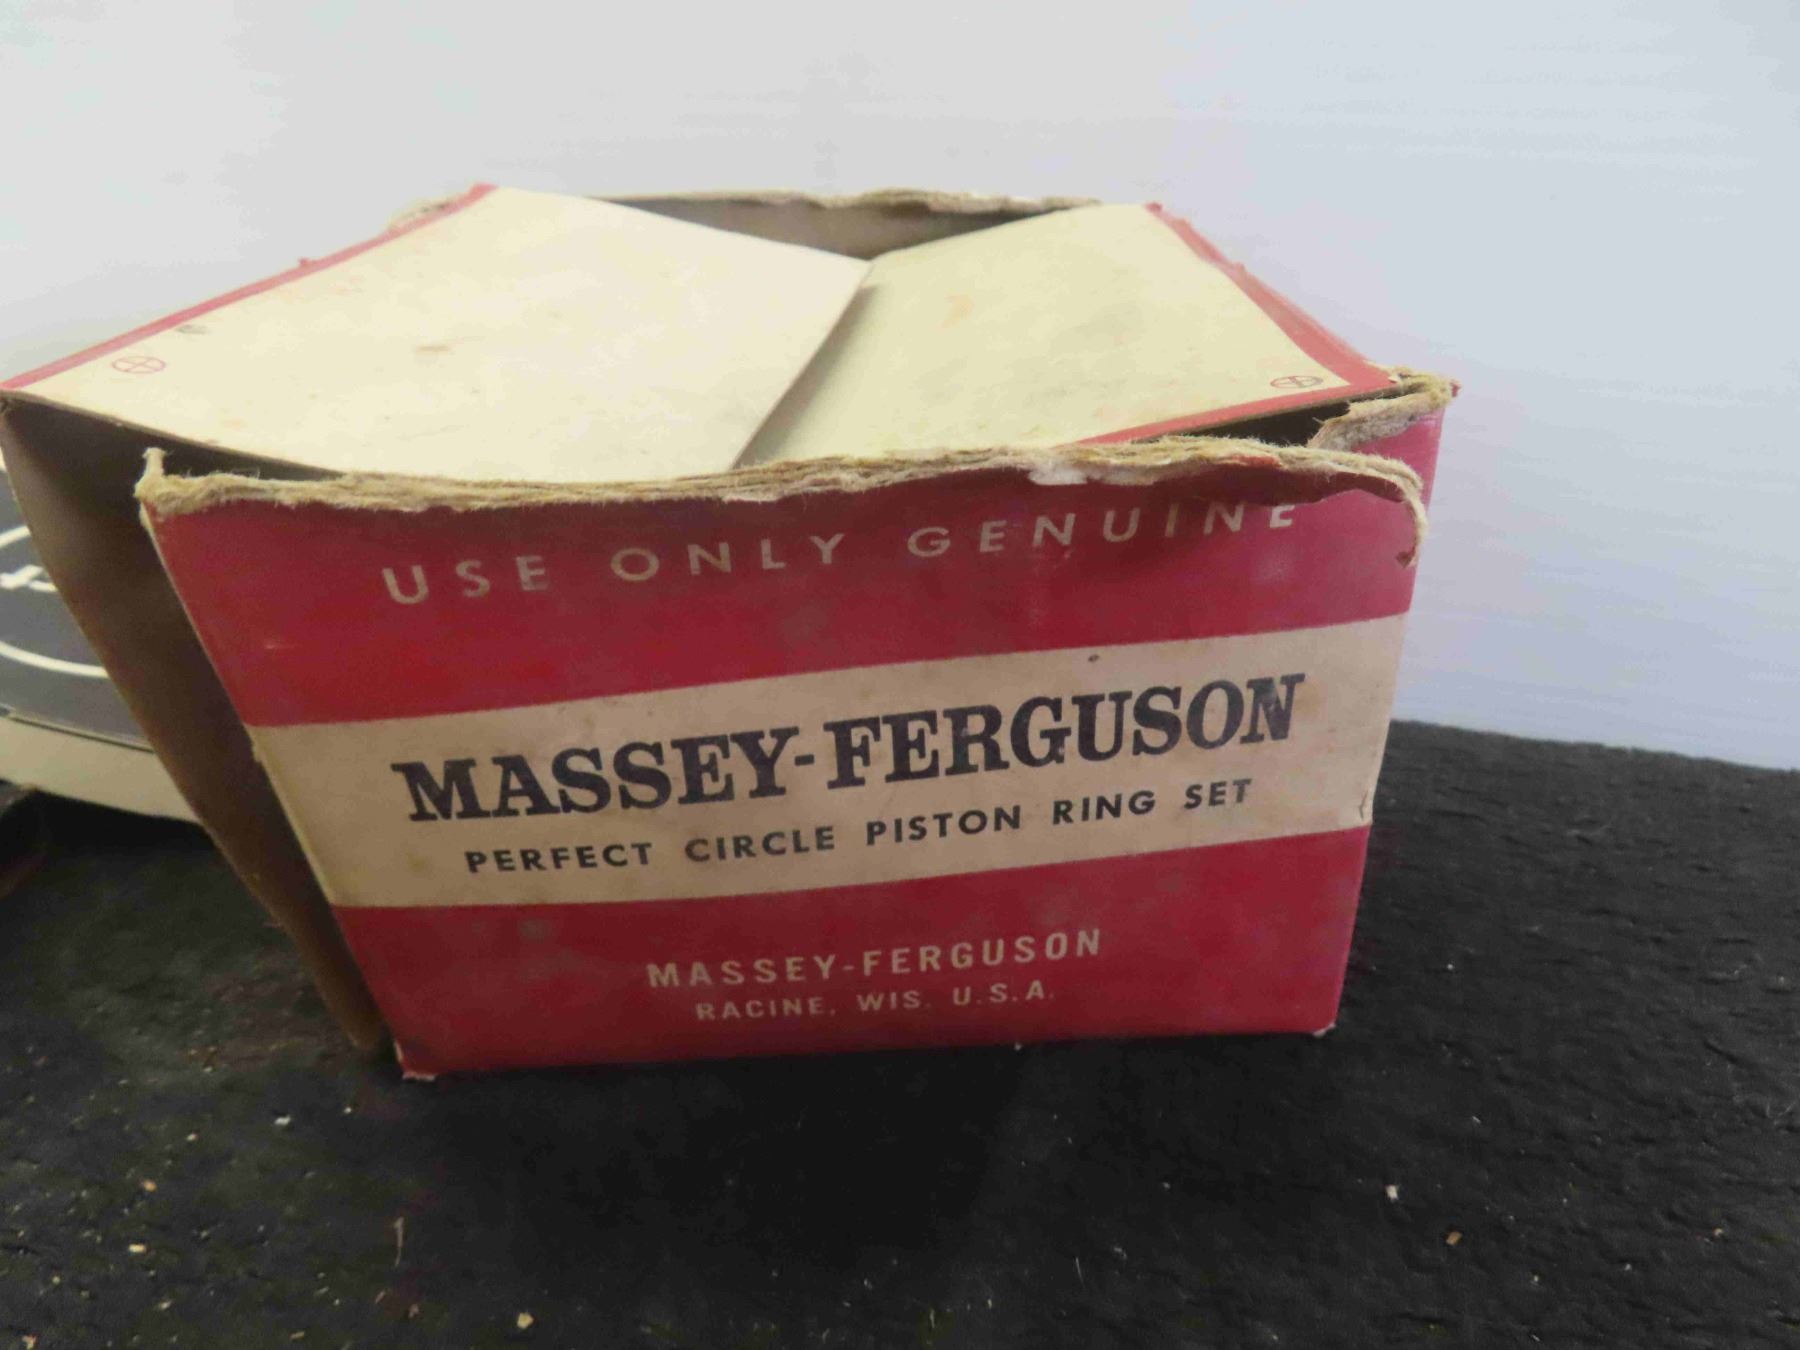 USE ONLY GENUINE
MASSEY-FERGUSON
PERFECT CIRCLE PISTON RING SET
MASSEY-FERGUSON
RACINE, WIS. U.S.A.